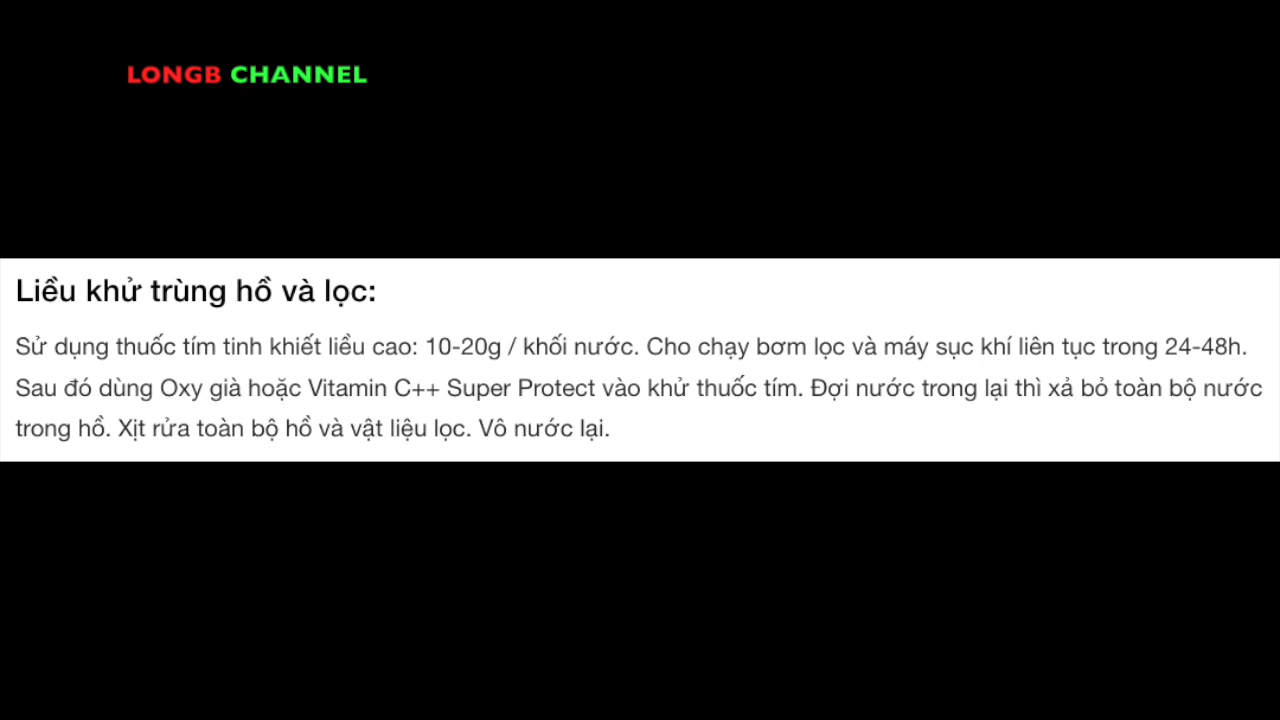 LONGB CHANNEL
Liều khử trùng hồ và lọc:
Sử dụng thuốc tím tinh khiết liều cao: 10-20g / khối nước. Cho chạy bơm lọc và máy sục khí liên tục trong 24-48h.
Sau đó dùng Oxy già hoặc Vitamin C++ Super Protect vào khử thuốc tím. Đợi nước trong lại thì xả bỏ toàn bộ nước
trong hồ. Xịt rửa toàn bộ hồ và vật liệu lọc. Vô nước lại.